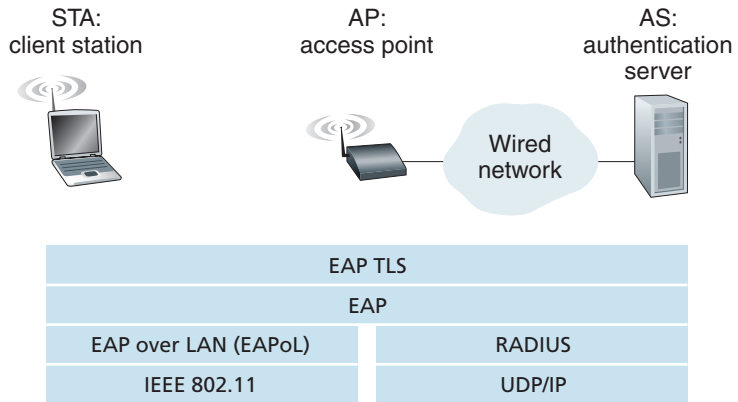 STA:
client station
AP:
access point
AS:
authentication
server
Wired
network
EAP TLS
EAP
EAP over LAN (EAPoL)
RADIUS
IEEE 802.11
UDP/IP